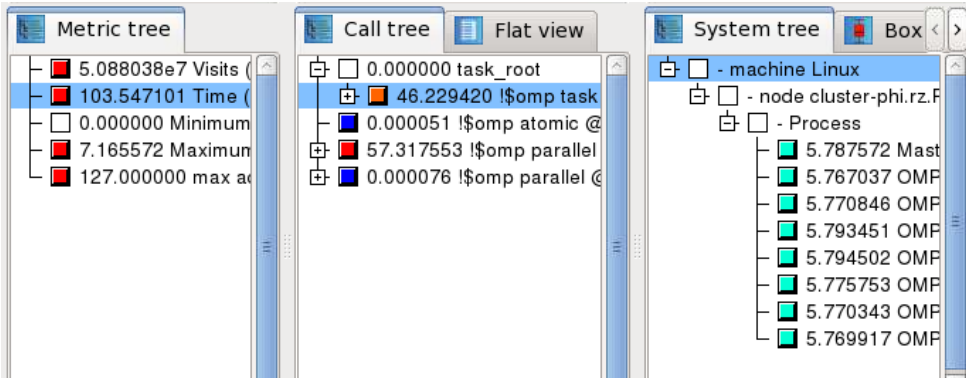 Metric tree
5.088038e7 Visits (
103.547101 Time (
0.000000 Minimum
7.165572 Maximum
127.000000 max a
Call tree
Flat view
0.000000 task_root
46.229420 !$omp task
0.000051 !$omp atomic @
57.317553 !$omp parallel
0.000076 !$omp parallel @
System tree
Box
- machine Linux
- node cluster-phi.rz.
- Process
5.787572 Mast
5.767037 OMP
5.770846 OMP
5.793451 OMP
5.794502 OMP
5.775753 OMP
5.770343 OMP
5.769917 OMP